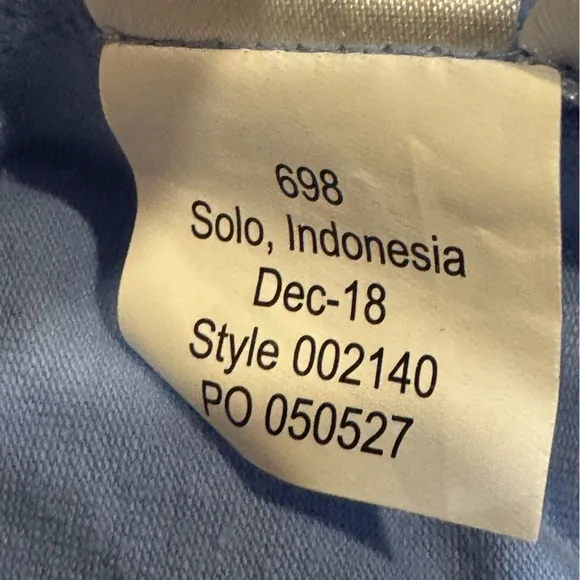 698
Solo, Indonesia
Dec-18
Style 002140
PO 050527